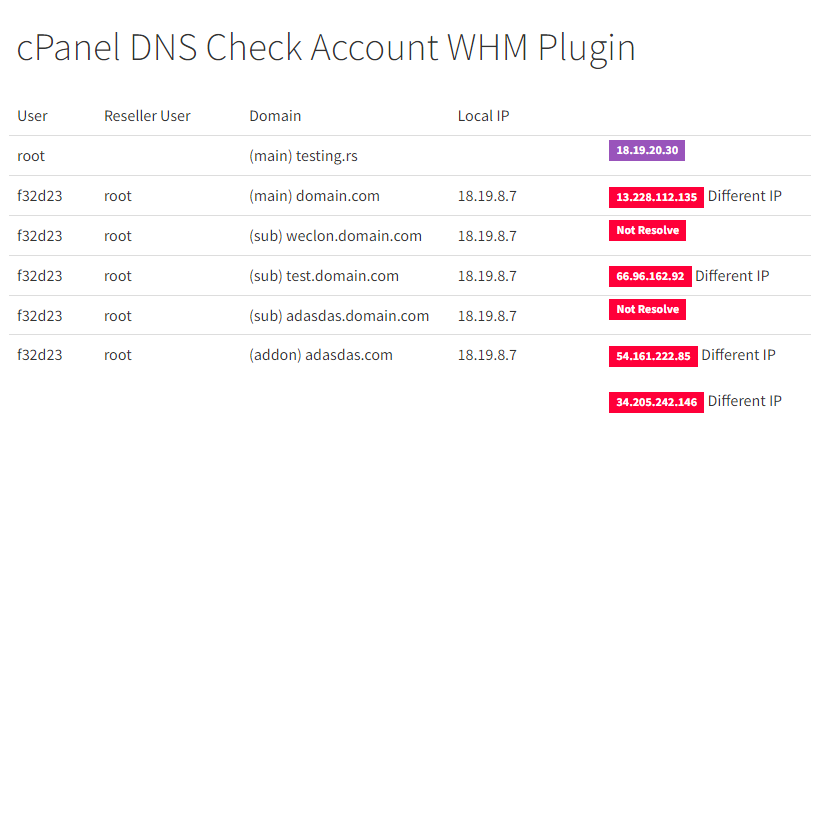 cPanel DNS Check Account WHM Plugin
User Reseller User Domain Local IP
root (main) testing.rs 18.19.20.30
f32d23 root (main) domain.com 18.19.8.7 13.228.112.135 Different IP
f32d23 root (sub) weclon.domain.com 18.19.8.7 Not Resolve
f32d23 root (sub) test.domain.com 18.19.8.7 66.96.162.92 Different IP
f32d23 root (sub) adasdas.domain.com 18.19.8.7 Not Resolve
f32d23 root (addon) adasdas.com 18.19.8.7 54.161.222.85 Different IP
34.205.242.146 Different IP